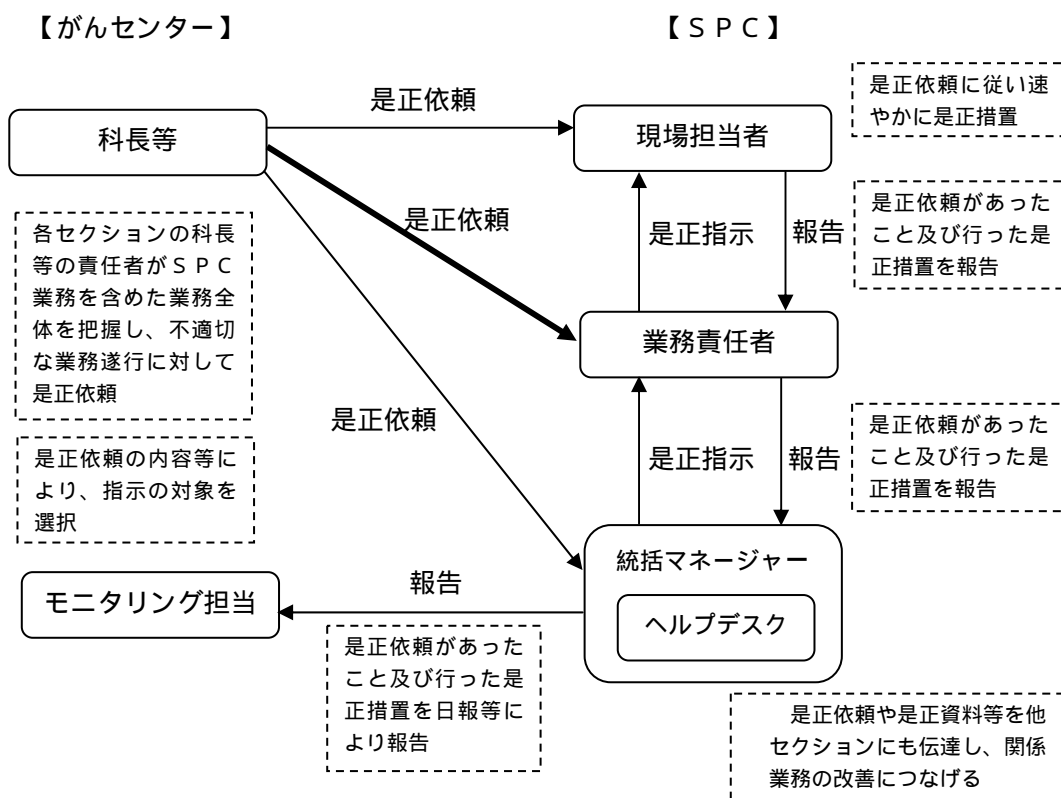 【がんセンター】
【ＳＰＣ】
是正依頼
科長等
現場担当者
是正依頼に従い速
やかに是正措置
各セクションの科長
等の責任者がＳＰＣ
業務を含めた業務全
体を把握し、不適切
な業務遂行に対して
是正依頼
是正依頼
是正指示
報告
是正依頼があった
こと及び行った是
正措置を報告
業務責任者
是正依頼
是正指示
報告
是正依頼があった
こと及び行った是
正措置を報告
是正依頼の内容等に
より、指示の対象を
選択
統括マネージャー
ヘルプデスク
モニタリング担当
報告
是正依頼があった
こと及び行った是
正措置を日報等に
より報告
是正依頼や是正資料等を他
セクションにも伝達し、関係
業務の改善につなげる